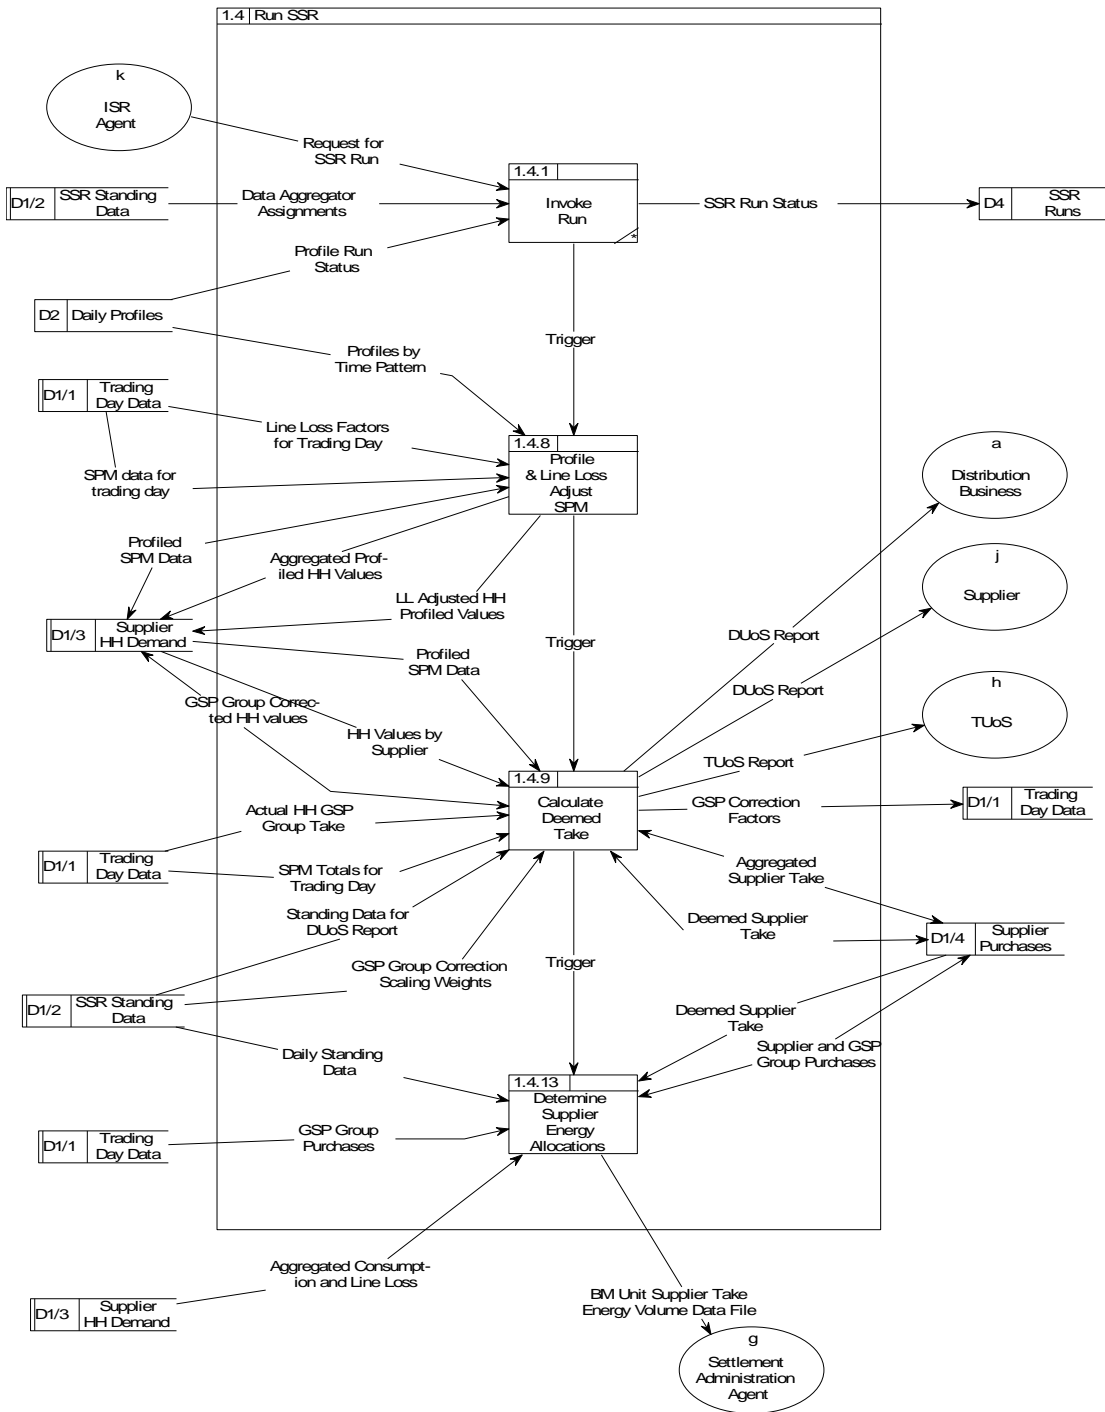 1.4 Run SSR
k
ISR
Agent
Request for
SSR Run
1.4.1
Invoke
Run
*
D1/2 SSR Standing
Data
Data Aggregator
Assignments
SSR Run Status
D4 SSR
Runs
Profile Run
Status
D2 Daily Profiles
Trigger
Profiles by
Time Pattern
D1/1 Trading
Day Data
Line Loss Factors
for Trading Day
1.4.8
Profile
& Line Loss
Adjust
SPM
a
Distribution
Business
SPM data for
trading day
Profiled
SPM Data
Aggregated Prof-
iled HH Values
j
Supplier
LL Adjusted HH
Profiled Values
D1/3 Supplier
HH Demand
Profiled
SPM Data
Trigger
DUoS Report
DUoS Report
h
TUoS
GSP Group Correc-
ted HH values
HH Values by
Supplier
TUoS Report
1.4.9
Calculate
Deemed
Take
Actual HH GSP
Group Take
GSP Correction
Factors
D1/1 Trading
Day Data
D1/1 Trading
Day Data
SPM Totals for
Trading Day
Aggregated
Supplier Take
Standing Data for
DUoS Report
Deemed Supplier
Take
D1/4 Supplier
Purchases
GSP Group Correction
Scaling Weights
Trigger
D1/2 SSR Standing
Data
Deemed Supplier
Take
Supplier and GSP
Group Purchases
Daily Standing
Data
1.4.13
Determine
Supplier
Energy
Allocations
D1/1 Trading
Day Data
GSP Group
Purchases
Aggregated Consumpt-
ion and Line Loss
D1/3 Supplier
HH Demand
BM Unit Supplier Take
Energy Volume Data File
g
Settlement
Administration
Agent